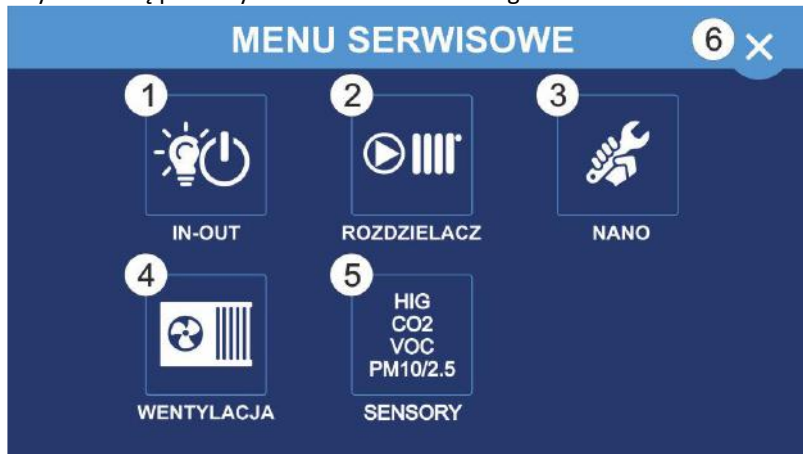 MENU SERWISOWE
6
1
2
3
IN-OUT
ROZDZIELACZ
NANO
4
5
HIG
CO2
VOC
PM10/2.5
WENTYLACJA
SENSORY